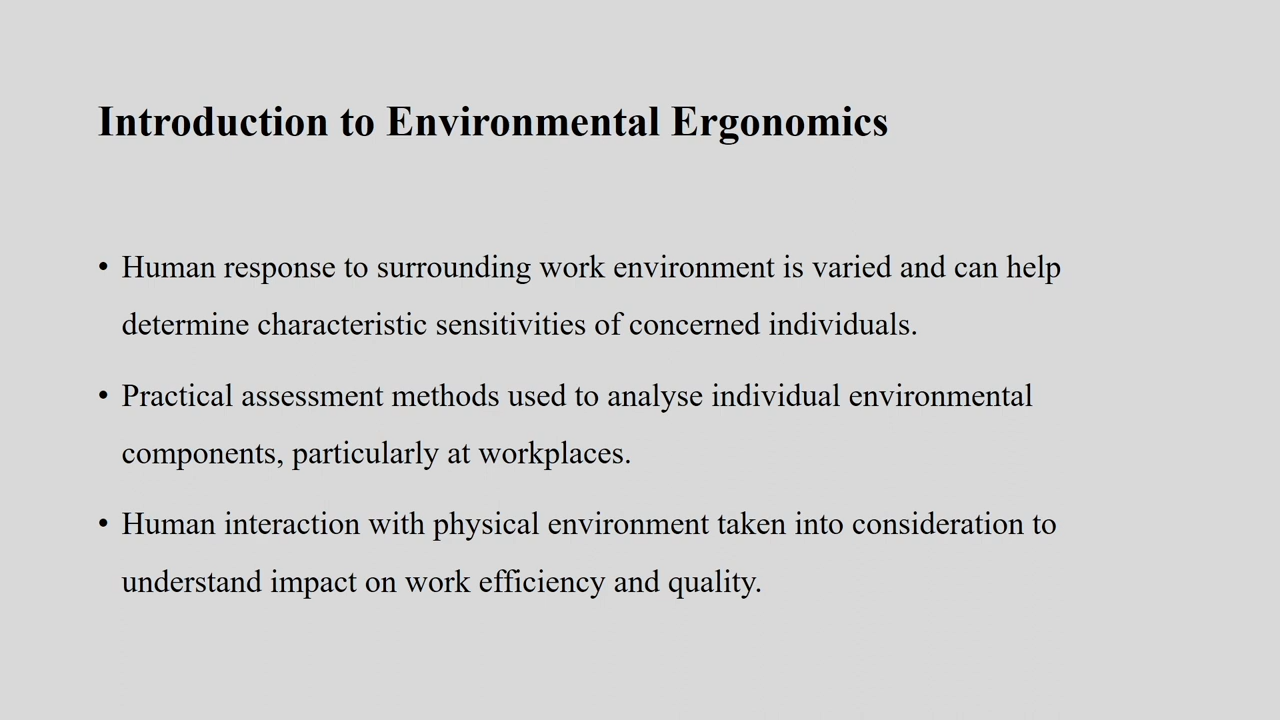 Introduction to Environmental Ergonomics
• Human response to surrounding work environment is varied and can help
determine characteristic sensitivities of concerned individuals.
• Practical assessment methods used to analyse individual environmental
components, particularly at workplaces.
• Human interaction with physical environment taken into consideration to
understand impact on work efficiency and quality.